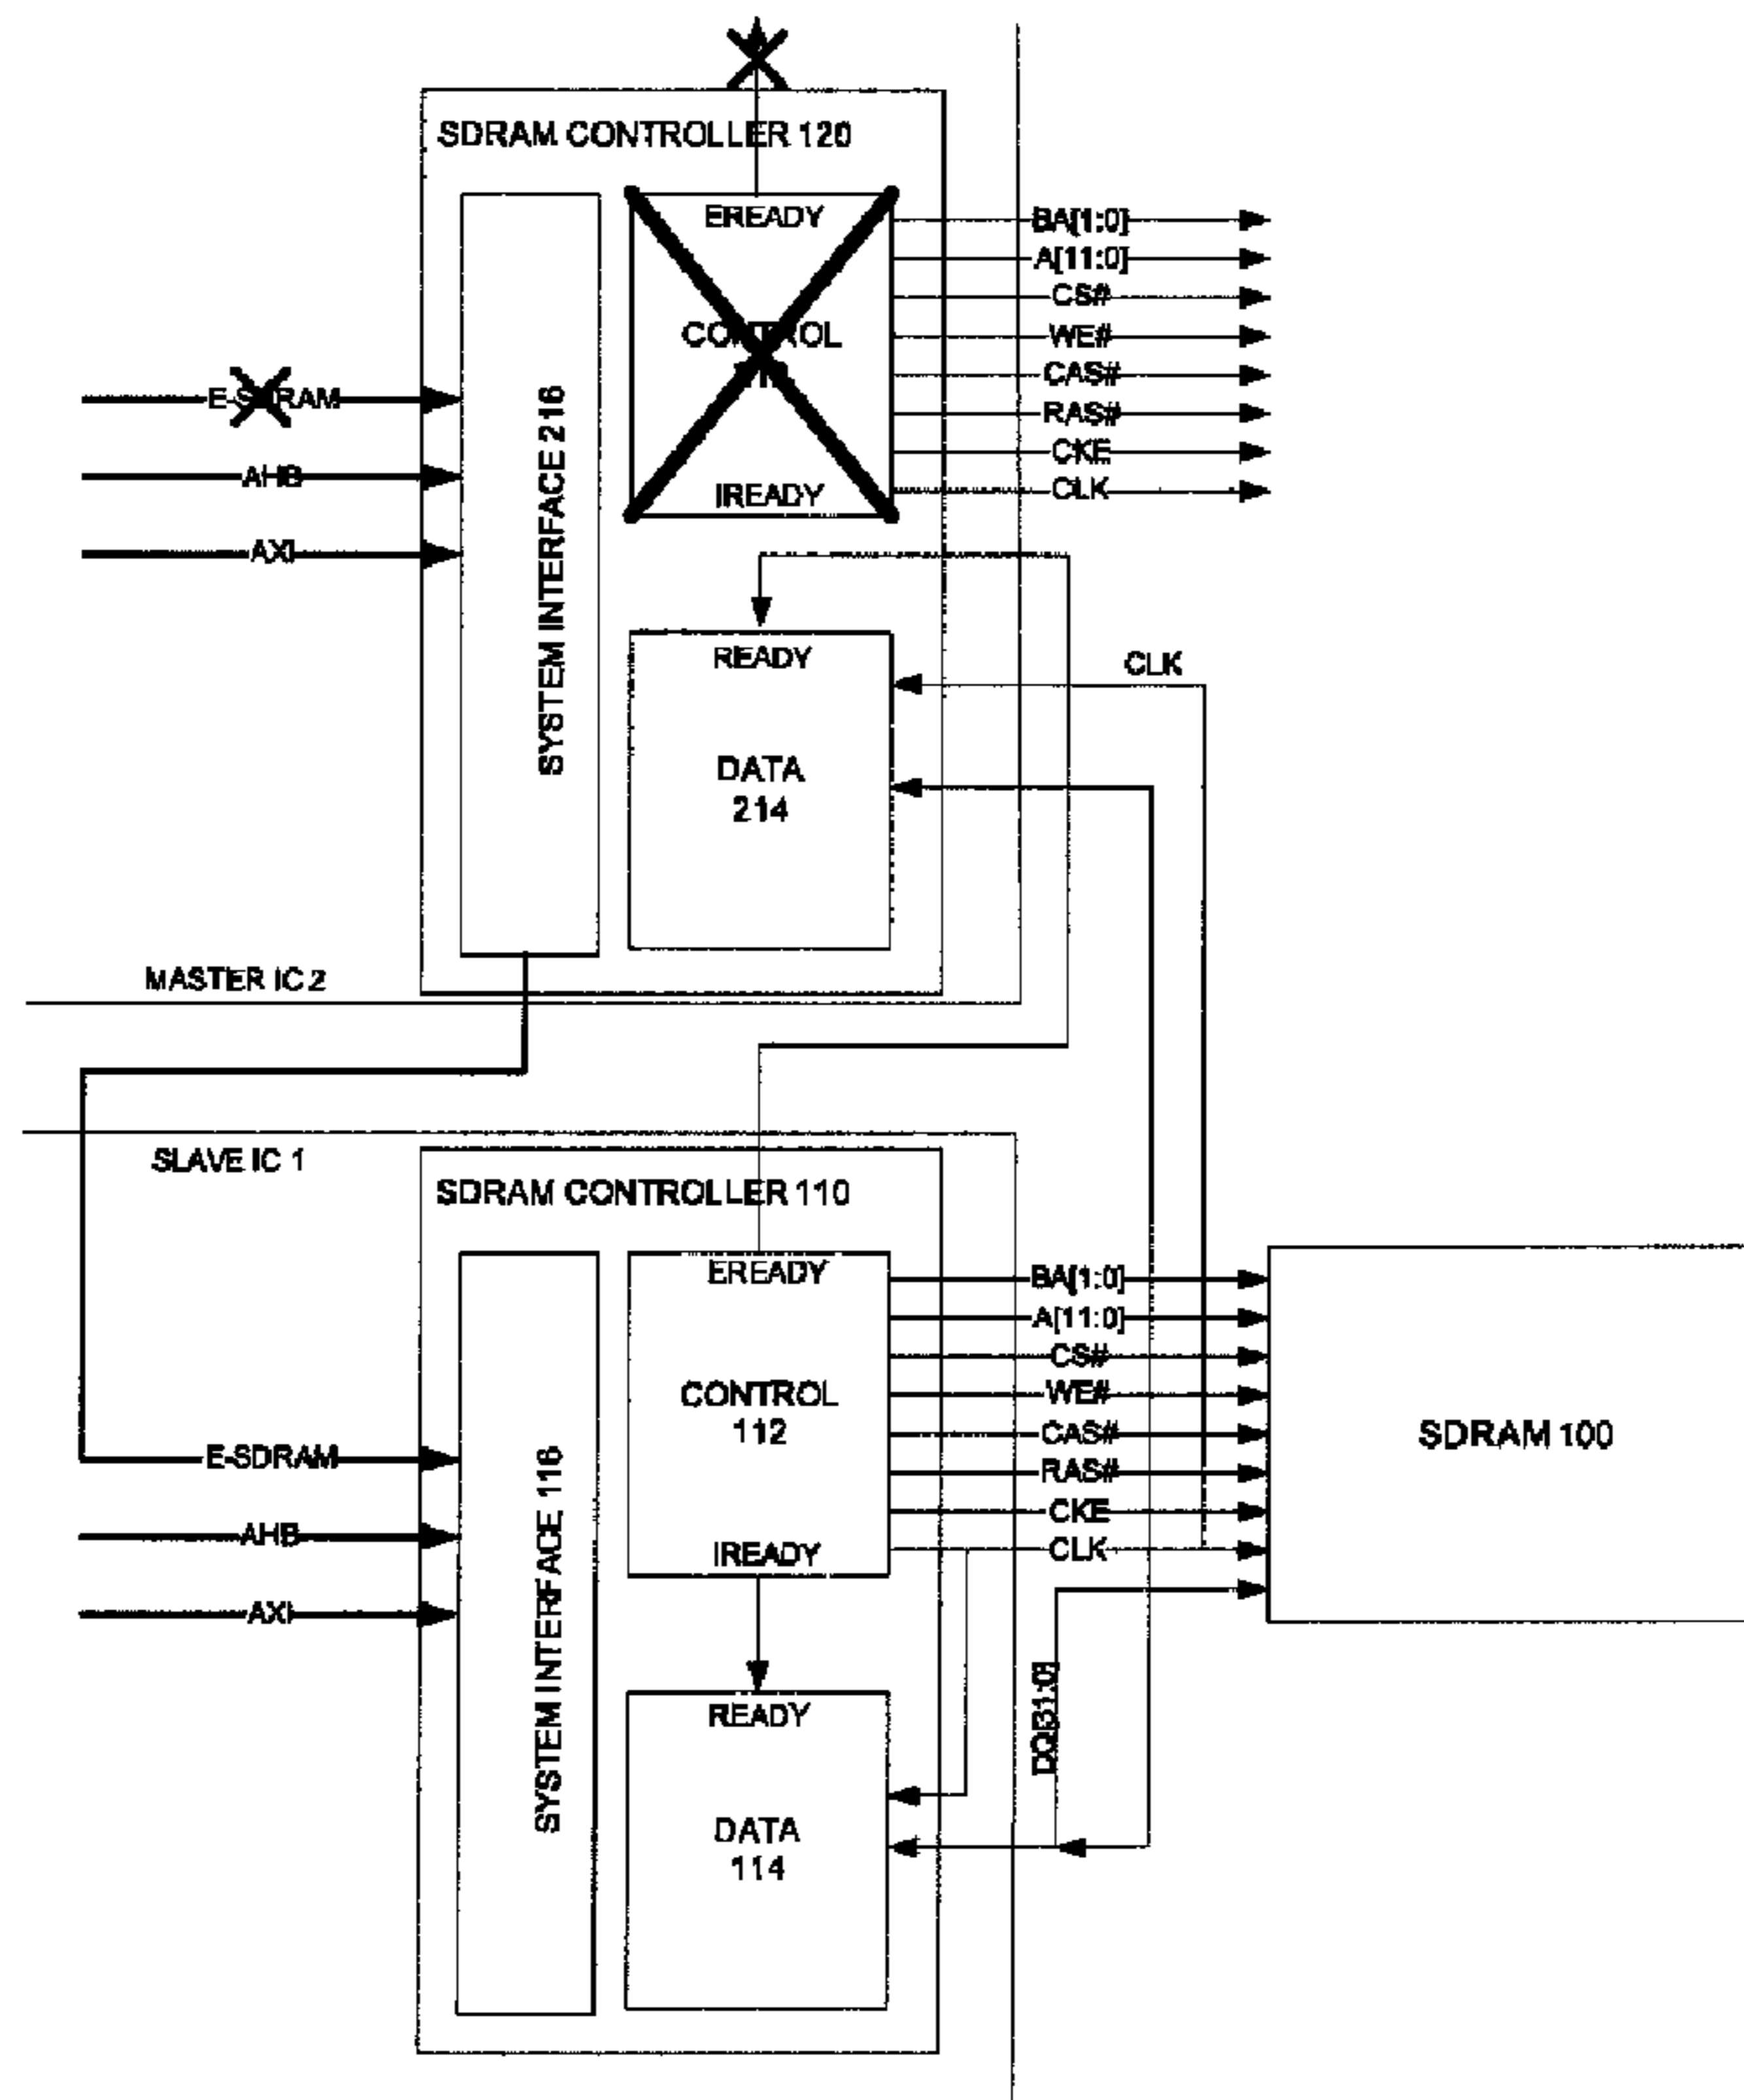 SDRAM CONTROLLER 120
EREADY
CONTROL
IREADY
BA[1:0]
A[11:0]
CS#
WE#
CAS#
RAS#
CKE
CLK
E-SDRAM
AHB
AXI
SYSTEM INTERFACE 216
READY
DATA
214
CLK
MASTER IC 2
SLAVE IC 1
SDRAM CONTROLLER 110
EREADY
CONTROL
112
IREADY
BA[1:0]
A[11:0]
CS#
WE#
CAS#
RAS#
CKE
CLK
SDRAM 100
E-SDRAM
AHB
AXI
SYSTEM INTERFACE 116
READY
DATA
114